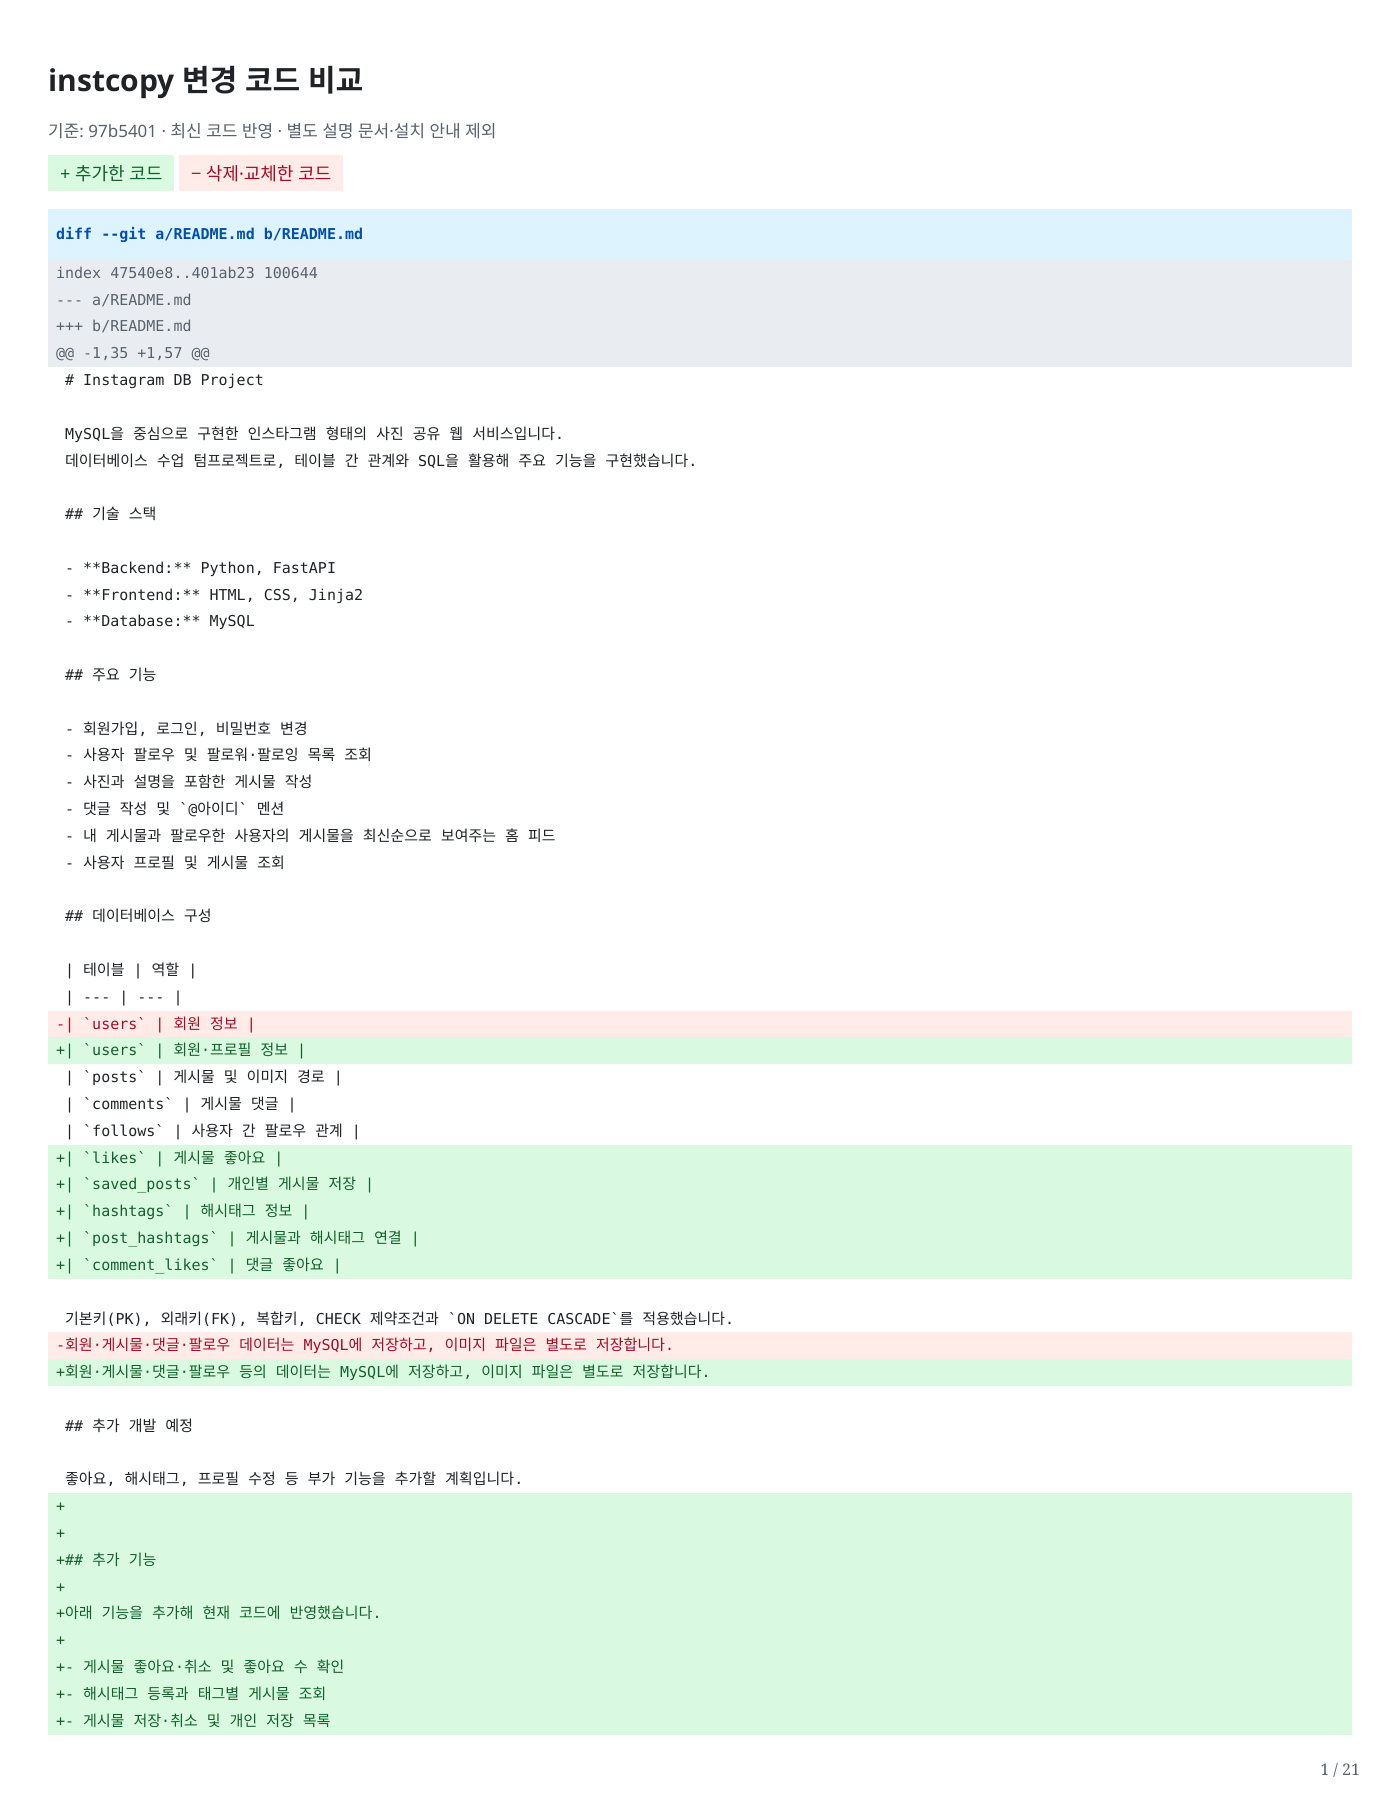 instcopy 변경 코드 비교
기준: 97b5401 · 최신 코드 반영 · 별도 설명 문서·설치 안내 제외
+ 추가한 코드 − 삭제·교체한 코드
diff --git a/README.md b/README.md
index 47540e8..401ab23 100644
--- a/README.md
+++ b/README.md
@@ -1,35 +1,57 @@
# Instagram DB Project
MySQL을 중심으로 구현한 인스타그램 형태의 사진 공유 웹 서비스입니다.
데이터베이스 수업 텀프로젝트로, 테이블 간 관계와 SQL을 활용해 주요 기능을 구현했습니다.
## 기술 스택
- **Backend:** Python, FastAPI
- **Frontend:** HTML, CSS, Jinja2
- **Database:** MySQL
## 주요 기능
- 회원가입, 로그인, 비밀번호 변경
- 사용자 팔로우 및 팔로워·팔로잉 목록 조회
- 사진과 설명을 포함한 게시물 작성
- 댓글 작성 및 `@아이디` 멘션
- 내 게시물과 팔로우한 사용자의 게시물을 최신순으로 보여주는 홈 피드
- 사용자 프로필 및 게시물 조회
## 데이터베이스 구성
| 테이블 | 역할 |
| --- | --- |
-| `users` | 회원 정보 |
+| `users` | 회원·프로필 정보 |
| `posts` | 게시물 및 이미지 경로 |
| `comments` | 게시물 댓글 |
| `follows` | 사용자 간 팔로우 관계 |
+| `likes` | 게시물 좋아요 |
+| `saved_posts` | 개인별 게시물 저장 |
+| `hashtags` | 해시태그 정보 |
+| `post_hashtags` | 게시물과 해시태그 연결 |
+| `comment_likes` | 댓글 좋아요 |
기본키(PK), 외래키(FK), 복합키, CHECK 제약조건과 `ON DELETE CASCADE`를 적용했습니다.
-회원·게시물·댓글·팔로우 데이터는 MySQL에 저장하고, 이미지 파일은 별도로 저장합니다.
+회원·게시물·댓글·팔로우 등의 데이터는 MySQL에 저장하고, 이미지 파일은 별도로 저장합니다.
## 추가 개발 예정
좋아요, 해시태그, 프로필 수정 등 부가 기능을 추가할 계획입니다.
+
+
+## 추가 기능
+
+아래 기능을 추가해 현재 코드에 반영했습니다.
+
+- 게시물 좋아요·취소 및 좋아요 수 확인
+- 해시태그 등록과 태그별 게시물 조회
+- 게시물 저장·취소 및 개인 저장 목록
1 / 21